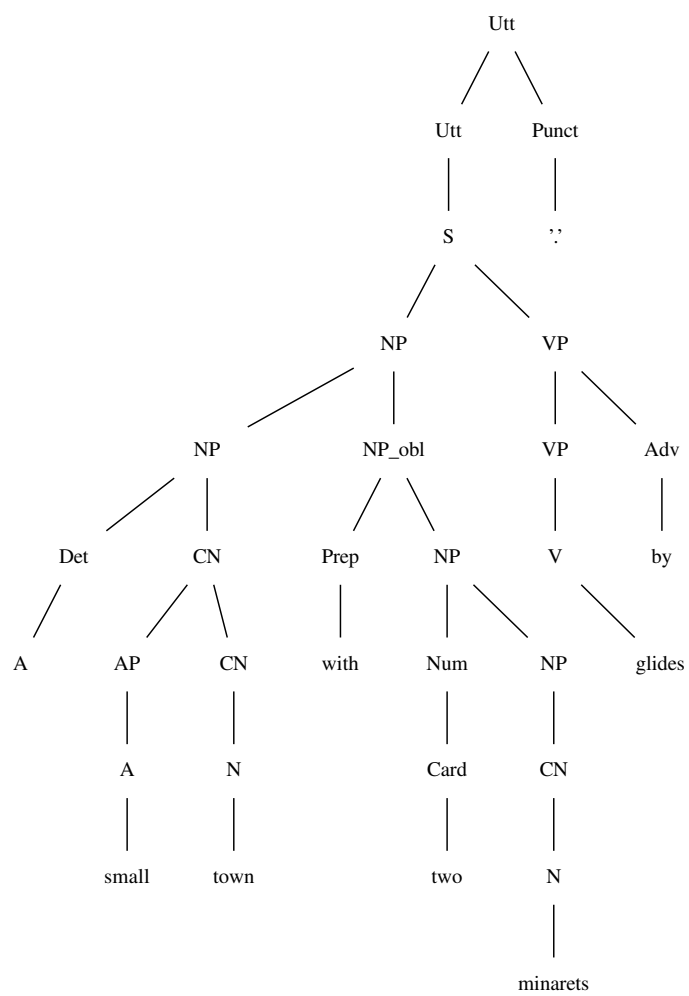 Utt
Utt Punct
S '.'
NP VP
NP NP_obl VP Adv
Det CN Prep NP V by
A AP CN with Num NP glides
A N Card CN
small town two N
minarets